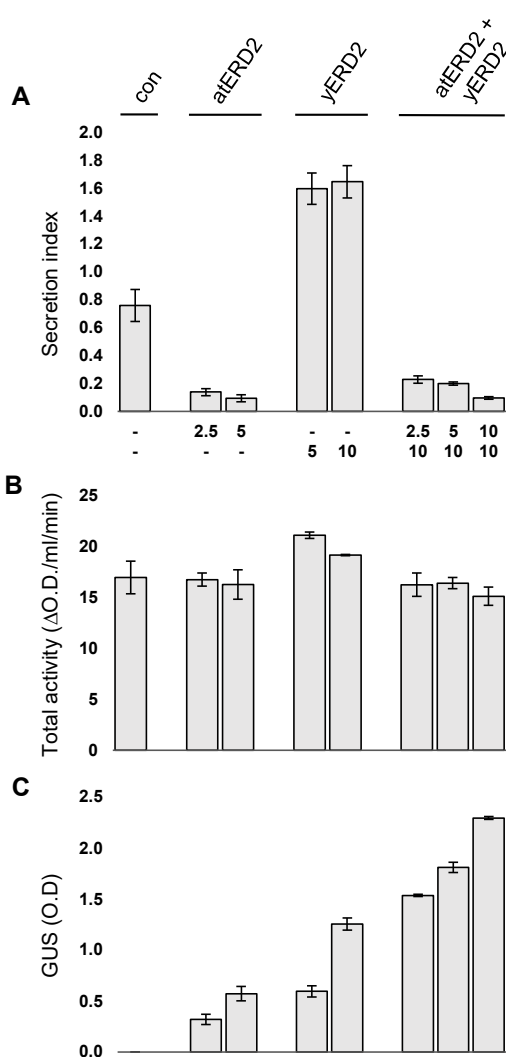 con
atERD2
yERD2
atERD2 +
yERD2
A
Secretion index
2.0
1.8
1.6
1.4
1.2
1.0
0.8
0.6
0.4
0.2
0.0
- 2.5 5 - - 2.5 5 10
- - - 5 10 10 10 10
B
Total activity (ΔO.D./ml/min)
25
20
15
10
5
0
C
GUS (O.D)
2.5
2.0
1.5
1.0
0.5
0.0